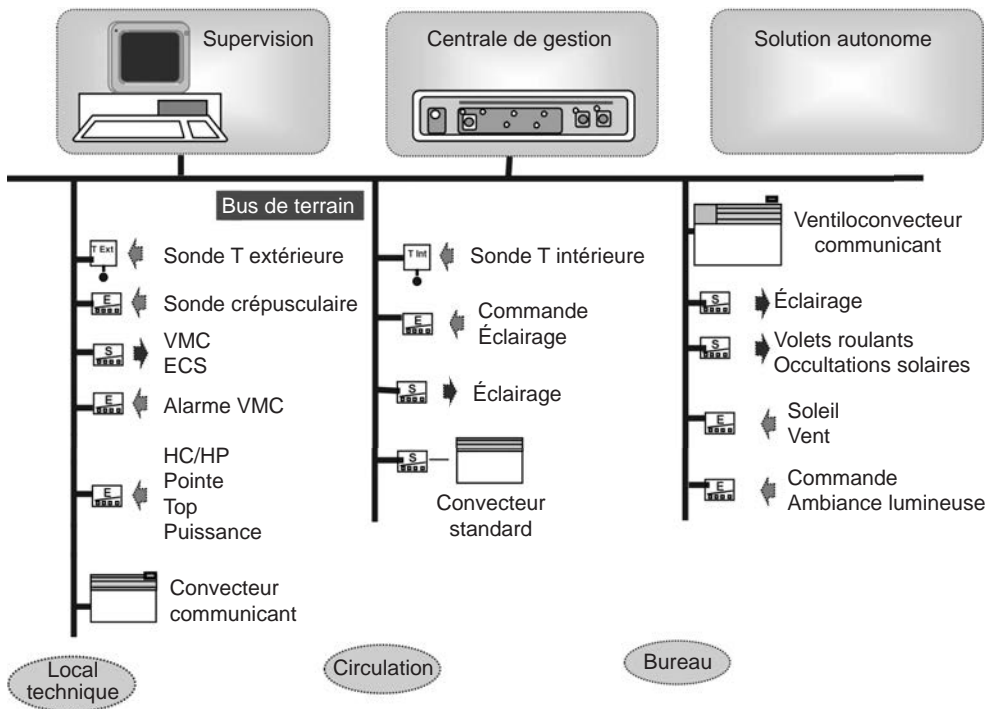 Supervision
Centrale de gestion
Solution autonome
Bus de terrain
T Ext
Sonde T extérieure
E
Sonde crépusculaire
S
VMC
ECS
E
Alarme VMC
E
HC/HP
Pointe
Top
Puissance
Convecteur
communicant
Local
technique
T Int
Sonde T intérieure
E
Commande
Éclairage
S
Éclairage
S
Convecteur
standard
Circulation
Ventiloconvecteur
communicant
S
Éclairage
S
Volets roulants
Occultations solaires
E
Soleil
Vent
E
Commande
Ambiance lumineuse
Bureau